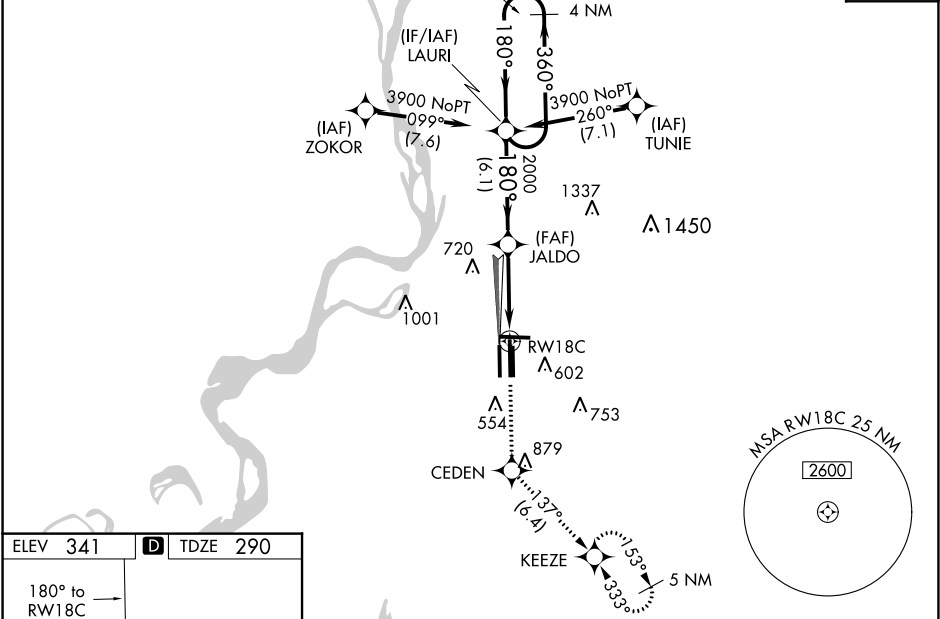 4 NM
180°
360°
(IF/IAF)
LAURI
3900 NoPT
099°
(7.6)
(IAF)
ZOKOR
3900 NoPT
260°
(7.1)
(IAF)
TUNIE
2000
180°
(6.1)
1337
1450
(FAF)
JALDO
720
1001
RW18C
602
554
753
879
CEDEN
137°
(6.4)
KEEZE
153°
333°
5 NM
MSA RW18C 25 NM
2600
ELEV 341 D TDZE 290
180° to
RW18C